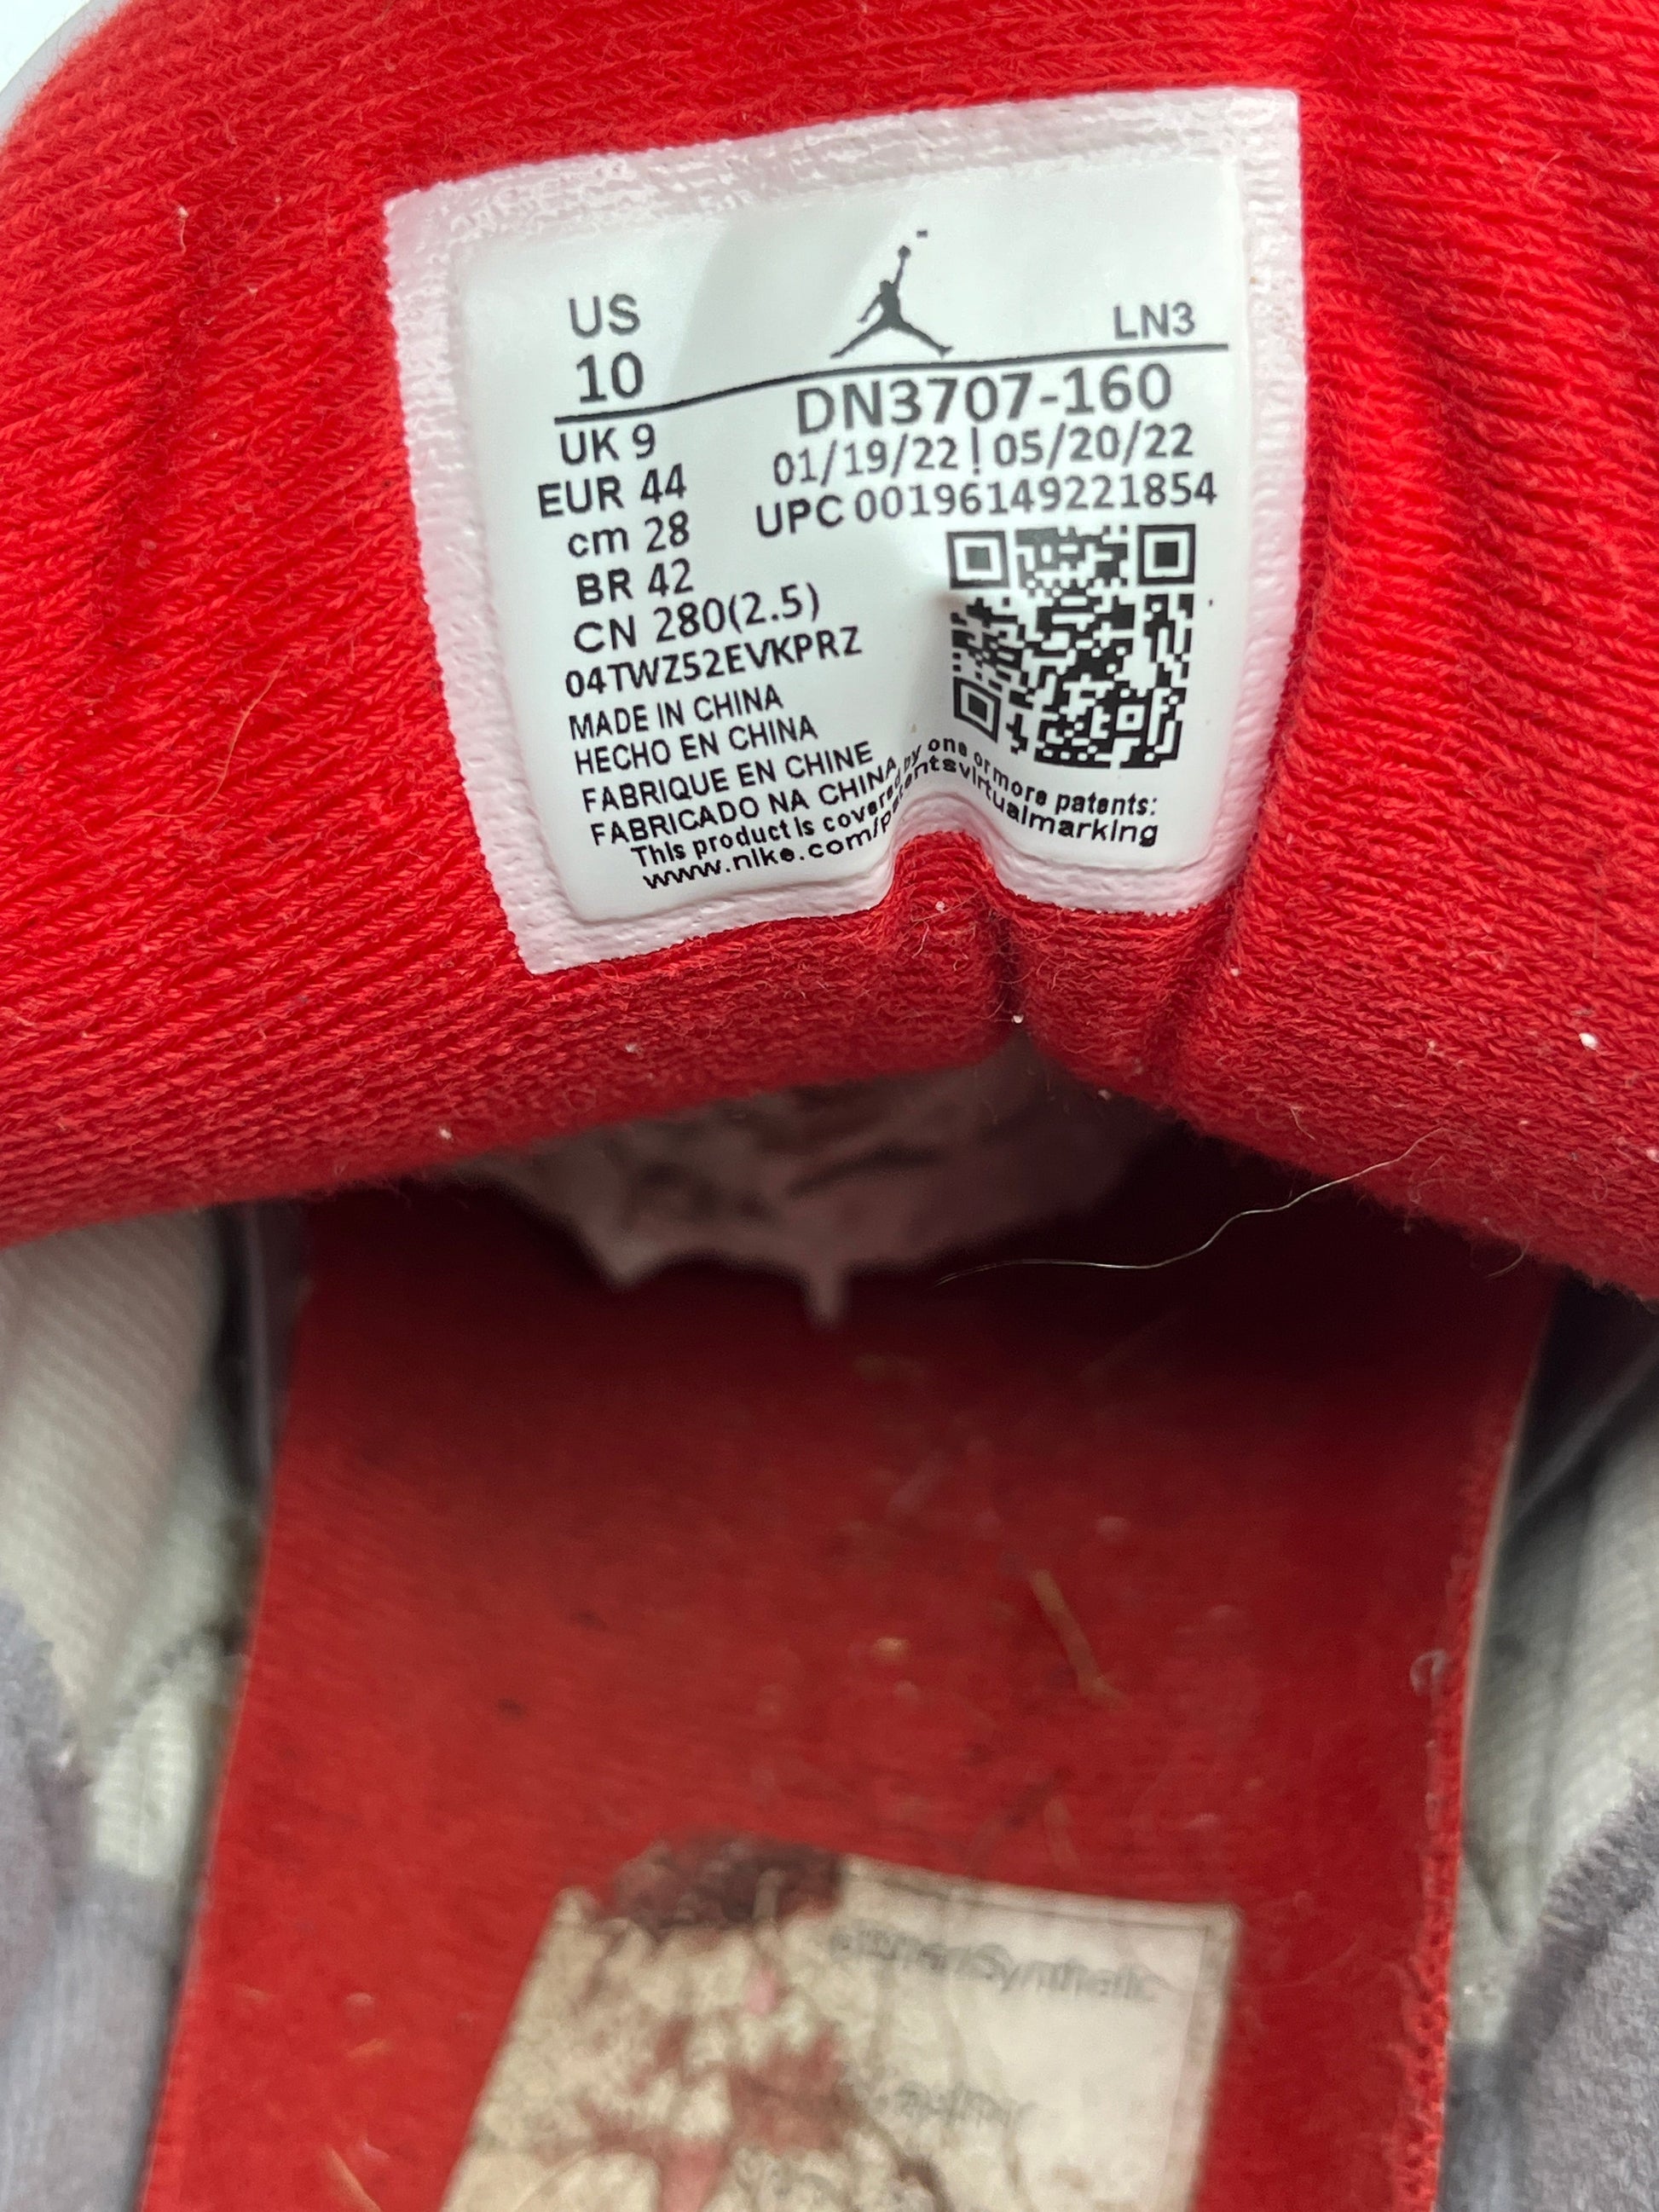 US
10
LN3
DN3707-160
01/19/22 | 05/20/22
UPC 00196149221854
UK 9
EUR 44
cm 28
BR 42
CN 280(2.5)
04TWZ52EVKPRZ
MADE IN CHINA
HECHO EN CHINA
FABRIQUE EN CHINE
FABRICADO NA CHINA
This product is covered by one or more patents:
www.nike.com/patentsvirtualmarking